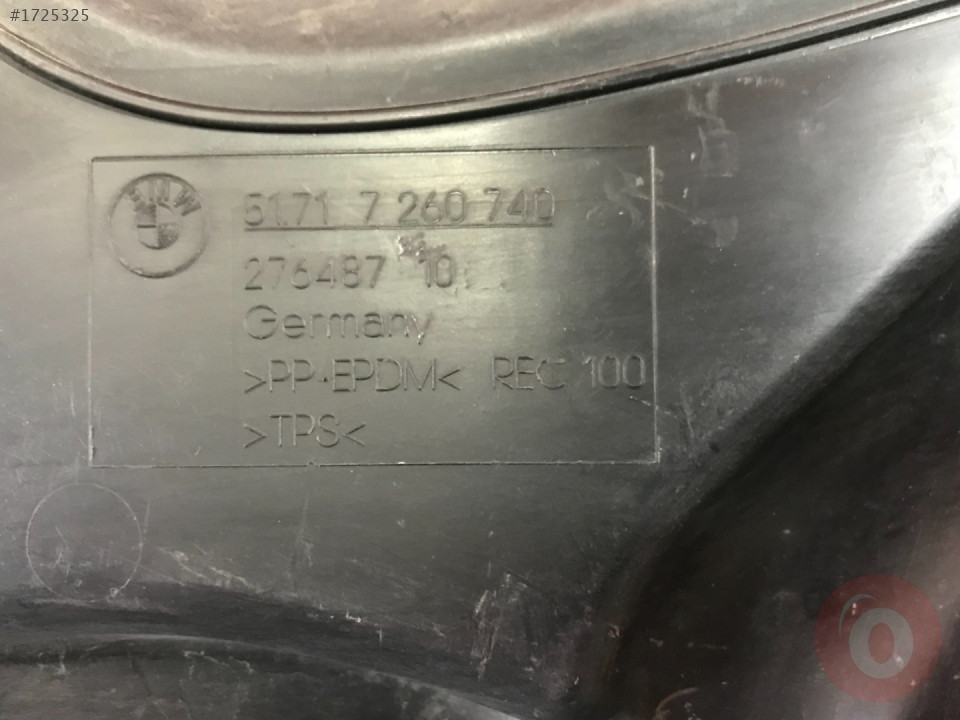 #1725325
BMW
51.71 7 260 740
276487 10
Germany
>PP+EPDM< REC 100
>TPS<